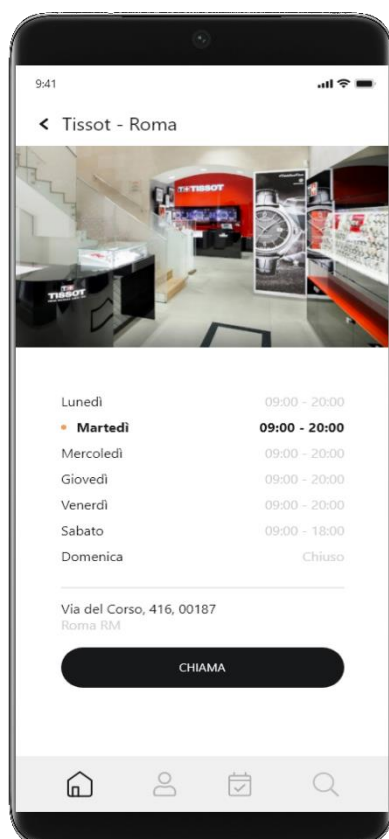 9:41
Tissot - Roma
T+ TISSOT
T+
TISSOT
Lunedì 09:00 - 20:00
Martedì 09:00 - 20:00
Mercoledì 09:00 - 20:00
Giovedì 09:00 - 20:00
Venerdì 09:00 - 20:00
Sabato 09:00 - 18:00
Domenica Chiuso
Via del Corso, 416, 00187
Roma RM
CHIAMA